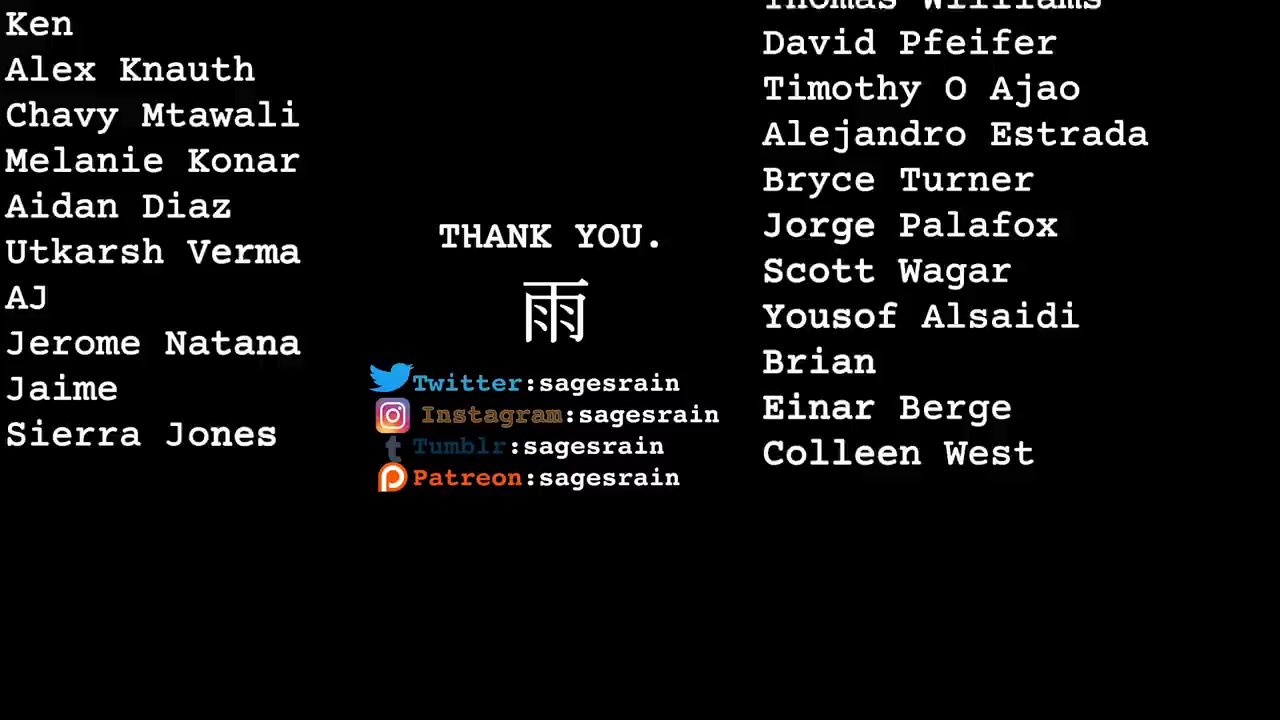 Ken
Alex Knauth
Chavy Mtawali
Melanie Konar
Aidan Diaz
Utkarsh Verma
AJ
Jerome Natana
Jaime
Sierra Jones
THANK YOU.
雨
Twitter:sagesrain
Instagram:sagesrain
Tumblr:sagesrain
Patreon:sagesrain
Thomas Williams
David Pfeifer
Timothy O Ajao
Alejandro Estrada
Bryce Turner
Jorge Palafox
Scott Wagar
Yousof Alsaidi
Brian
Einar Berge
Colleen West